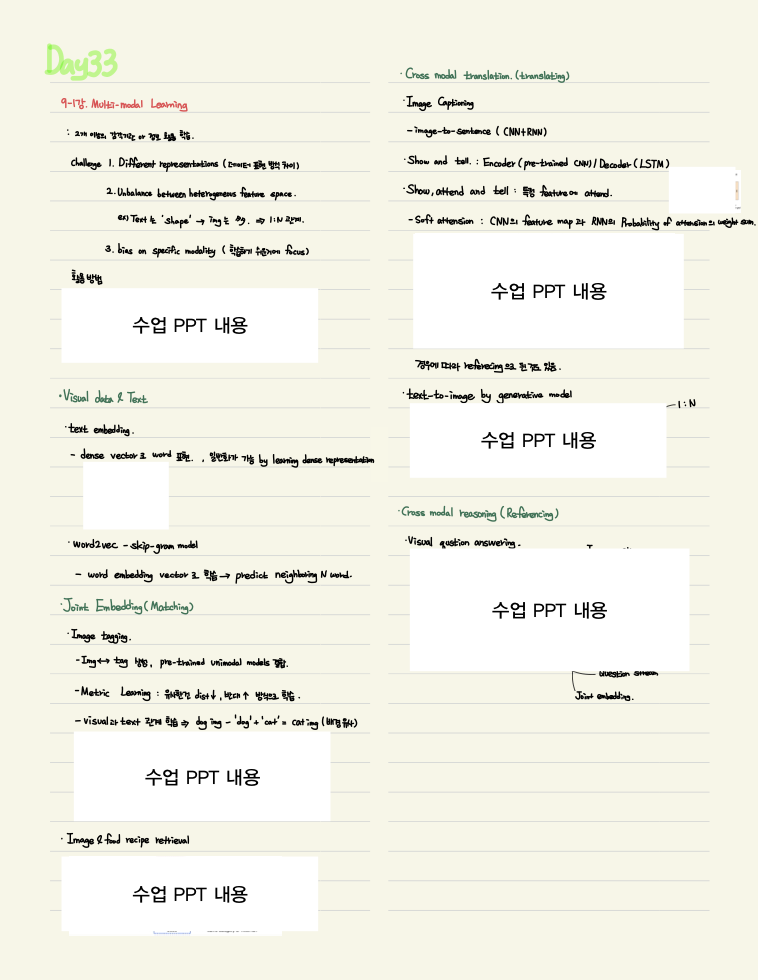 Day33
9-1강. Multi-modal Learning
: 2개 이상의 감각기관 or 정보 활용 학습.
Challenge 1. Different representations (데이터 표현 방식 차이)
2. Unbalance between heterogeneous feature space.
ex) Text는 'shape' → img는 多. ⇒ 1:N 관계.
3. bias on specific modality ( 학습하기 쉬운거에 focus)
활용 방법
수업 PPT 내용
·Visual data & Text
·text embedding.
- dense vector로 word 표현. , 일반화가 가능 by learning dense representation
·Word2vec - skip-gram model
- word embedding vector로 학습 → predict neighboring N word.
·Joint Embedding(Matching)
·Image tagging.
- Img ↔ tag 생성, pre-trained unimodal models 결합.
- Metric Learning : 유사한건 dist↓, 반대↑ 방식으로 학습.
- visual과 text 관계 학습 ⇒ dog img - 'dog' + 'cat' = cat img (배경 유사)
수업 PPT 내용
·Image & food recipe retrieval
수업 PPT 내용
·Cross modal translation.(translating)
·Image Captioning
- image-to-sentence ( CNN+RNN)
·Show and tell. : Encoder(pre-trained CNN)/Decoder(LSTM)
·Show, attend and tell : 특정 feature에 attend.
- Soft attension : CNN의 feature map과 RNN의 Probability of attension의 weight sum.
수업 PPT 내용
경우에 따라 referecing으로 된 것도 있음.
·text-to-image by generative model
1:N
수업 PPT 내용
·Cross modal reasoning(Referencing)
·Visual qustion answering.
수업 PPT 내용
Question stream
Joint embedding.